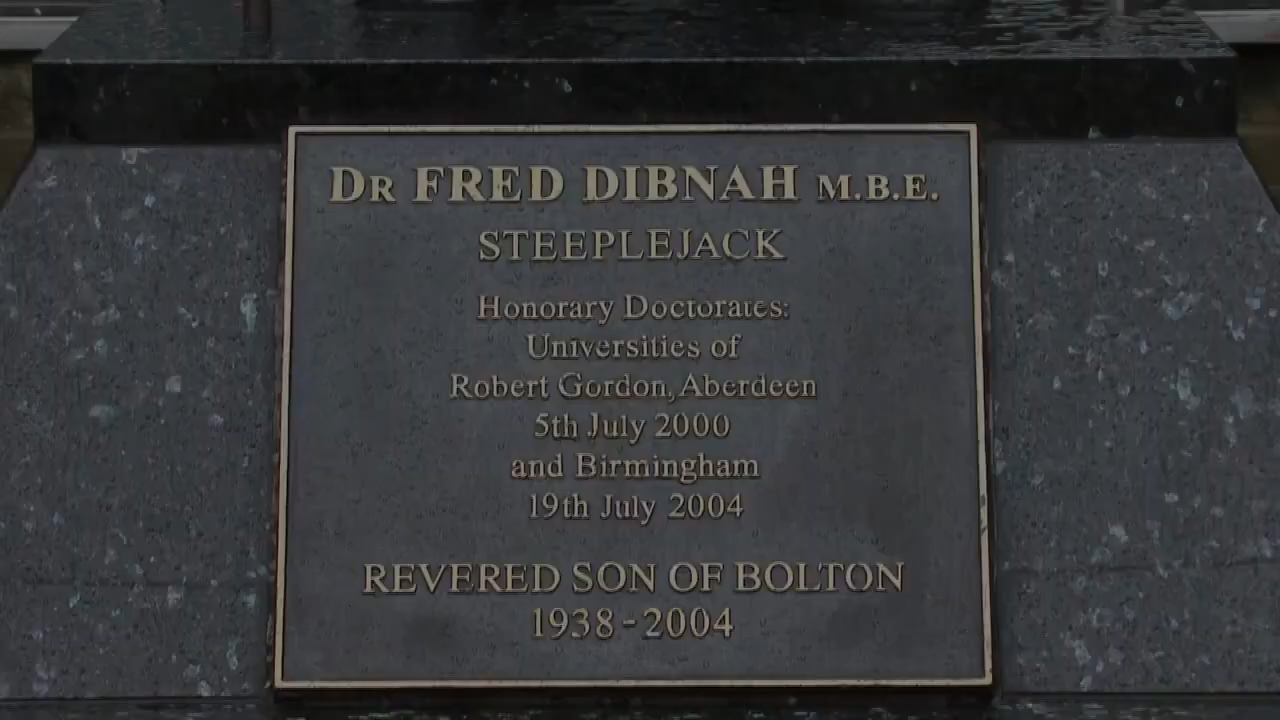 DR FRED DIBNAH M.B.E.
STEEPLEJACK
Honorary Doctorates:
Universities of
Robert Gordon, Aberdeen
5th July 2000
and Birmingham
19th July 2004
REVERED SON OF BOLTON
1938-2004